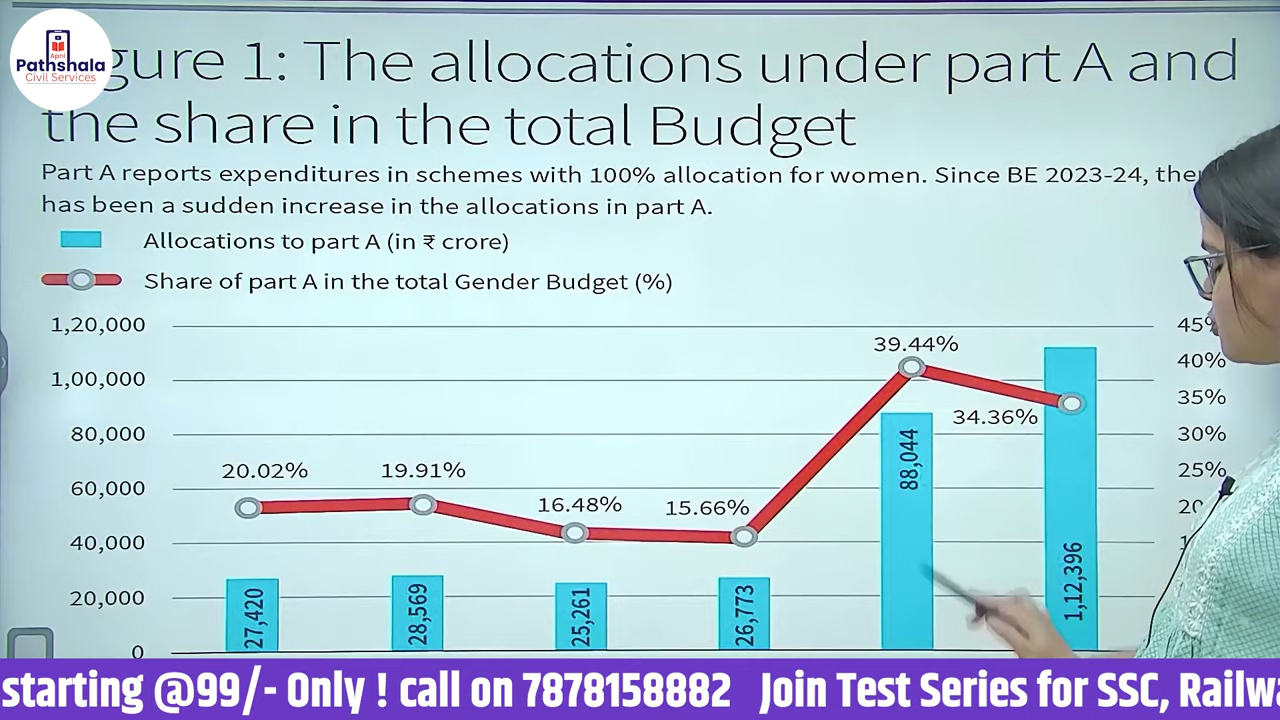 Apni
Pathshala
Civil Services
gure 1: The allocations under part A and
the share in the total Budget
Part A reports expenditures in schemes with 100% allocation for women. Since BE 2023-24,
has been a sudden increase in the allocations in part A.
Allocations to part A (in ₹ crore)
Share of part A in the total Gender Budget (%)
1,20,000
1,00,000
80,000
60,000
40,000
20,000
0
45%
40%
35%
30%
25%
20
20.02%
19.91%
16.48%
15.66%
39.44%
34.36%
27,420
28,569
25,261
26,773
88,044
1,12,396
starting @99/- Only ! call on 7878158882 Join Test Series for SSC,